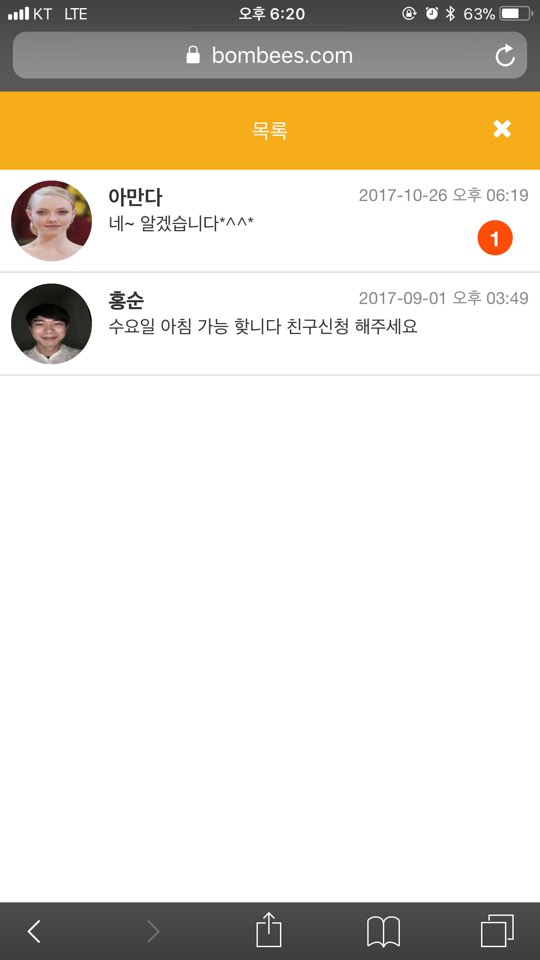 KT LTE 오후 6:20 63%
bombees.com
목록
아만다 2017-10-26 오후 06:19
네~ 알겠습니다*^^*
1
홍순 2017-09-01 오후 03:49
수요일 아침 가능 핮니다 친구신청 해주세요